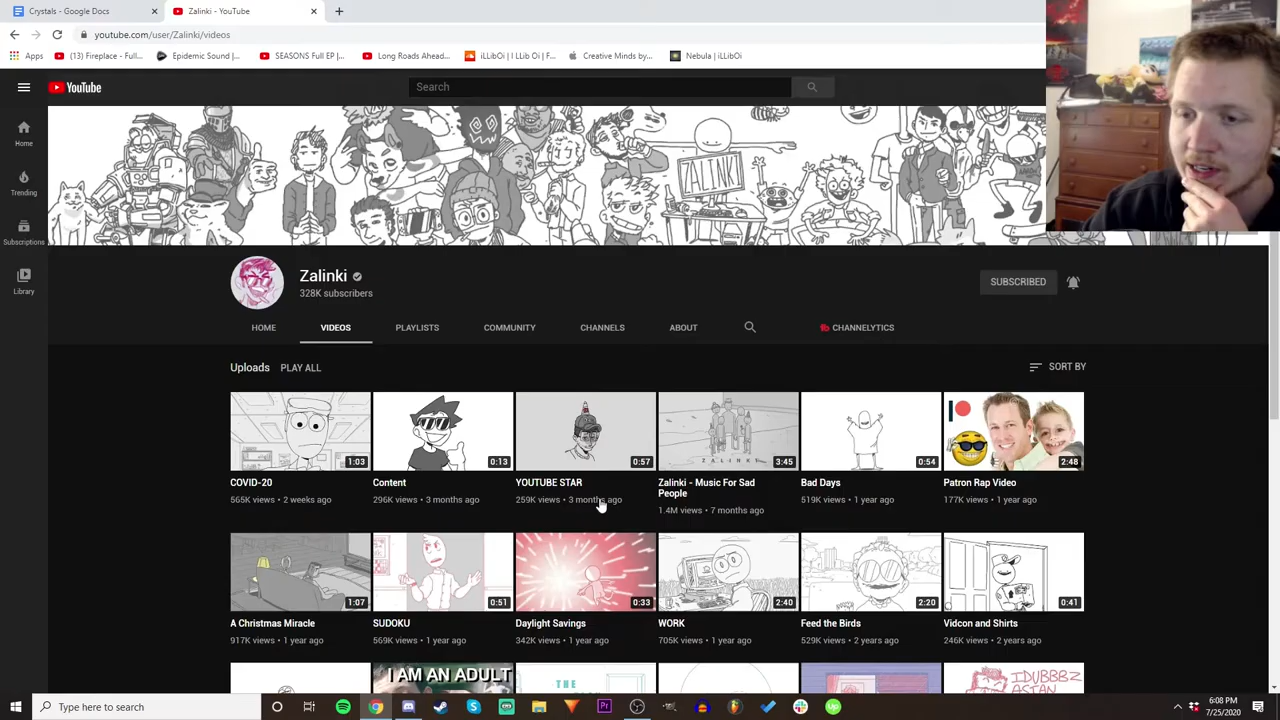 Crystals - Google Docs
Zalinki - YouTube
youtube.com/user/Zalinki/videos
Apps
(13) Fireplace - Full...
Epidemic Sound |...
SEASONS Full EP |...
Long Roads Ahead...
iLLibOi | I LLib Oi | F...
Creative Minds by...
Nebula | iLLibOi
YouTube
Search
Home
Trending
Subscriptions
Library
ZALINKI
Zalinki
328K subscribers
SUBSCRIBED
HOME
VIDEOS
PLAYLISTS
COMMUNITY
CHANNELS
ABOUT
CHANNELYTICS
Uploads
PLAY ALL
SORT BY
1:03
0:13
0:57
ZALINKI
3:45
0:54
2:48
COVID-20
Content
YOUTUBE STAR
Zalinki - Music For Sad
People
Bad Days
Patron Rap Video
565K views • 2 weeks ago
296K views • 3 months ago
259K views • 3 months ago
1.4M views • 7 months ago
519K views • 1 year ago
177K views • 1 year ago
1:07
0:51
0:33
2:40
2:20
0:41
A Christmas Miracle
SUDOKU
Daylight Savings
WORK
Feed the Birds
Vidcon and Shirts
917K views • 1 year ago
569K views • 1 year ago
342K views • 1 year ago
705K views • 1 year ago
529K views • 2 years ago
246K views • 2 years ago
I AM AN ADULT
THE
IDUBBBZ
ASIAN
Type here to search
6:08 PM
7/25/2020